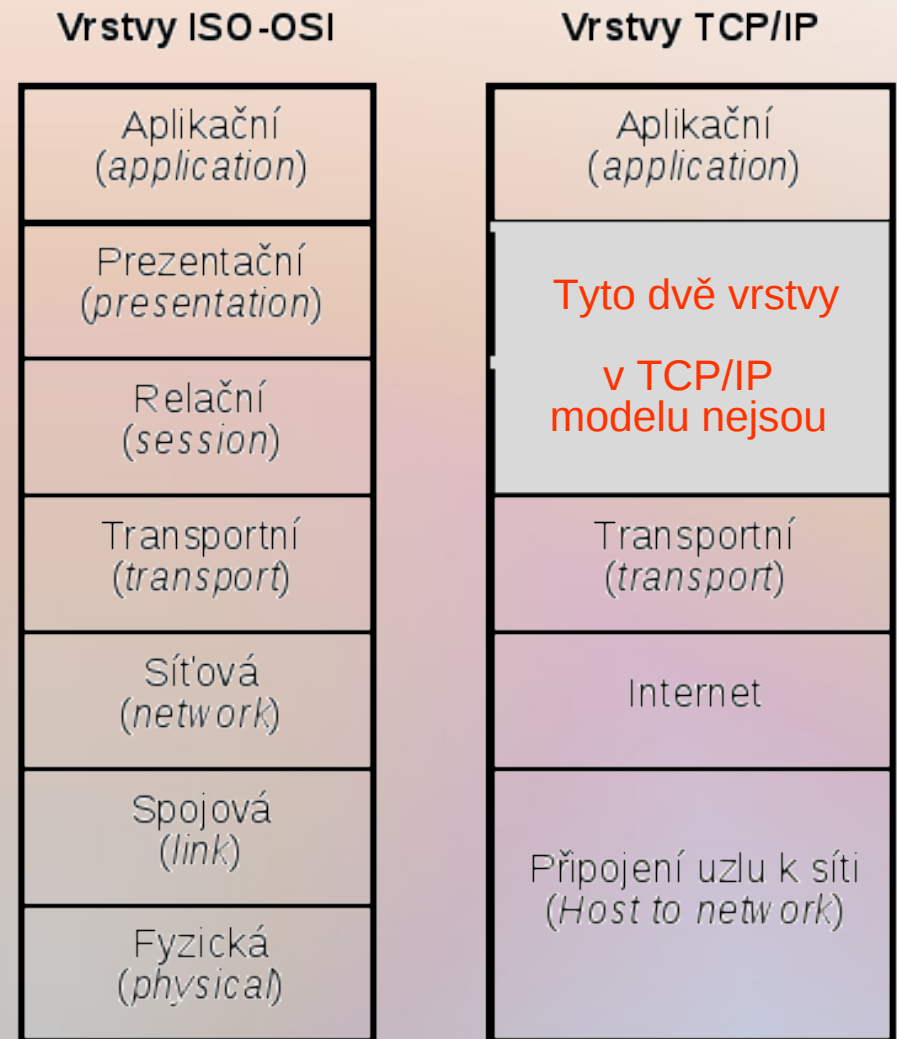 Vrstvy ISO-OSI
Aplikační
(application)
Prezentační
(presentation)
Relační
(session)
Transportní
(transport)
Síťová
(network)
Spojová
(link)
Fyzická
(physical)
Vrstvy TCP/IP
Aplikační
(application)
Tyto dvě vrstvy
v TCP/IP
modelu nejsou
Transportní
(transport)
Internet
Připojení uzlu k síti
(Host to network)